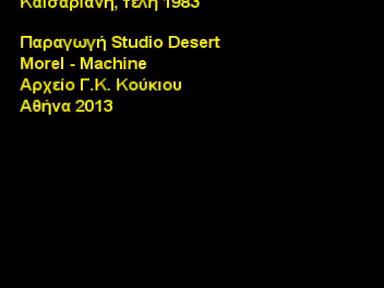 Καισαριανή, τέλη 1983
Παραγωγή Studio Desert
Morel - Machine
Αρχείο Γ.Κ. Κούκιου
Αθήνα 2013